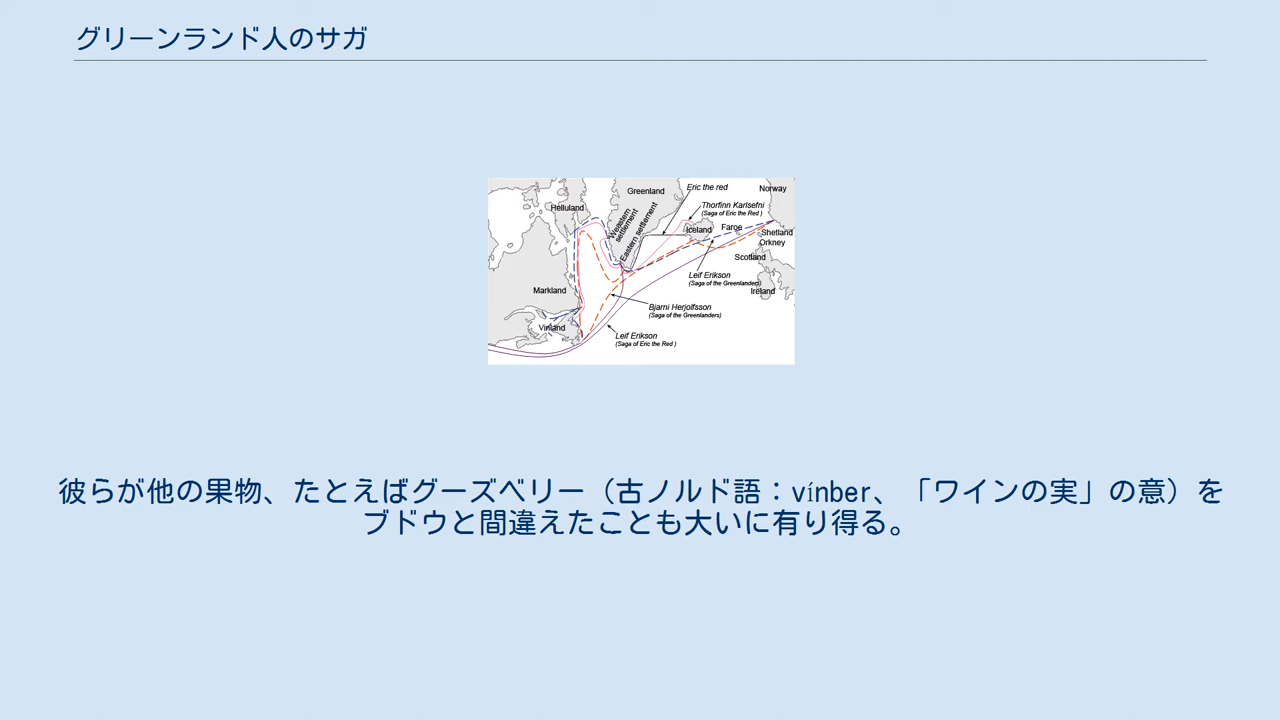 グリーンランド人のサガ
Greenland
Eric the red
Norway
Helluland
Thorfinn Karlsefni
(Saga of Eric the Red )
Weastern
settlement
Eastern settlement
Iceland
Faroe
Shetland
Orkney
Scotland
Leif Erikson
(Saga of the Greenlanders)
Ireland
Markland
Bjarni Herjolfsson
(Saga of the Greenlanders)
Vinland
Leif Erikson
(Saga of Eric the Red )
彼らが他の果物、たとえばグーズベリー（古ノルド語：vínber、「ワインの実」の意）を
ブドウと間違えたことも大いに有り得る。